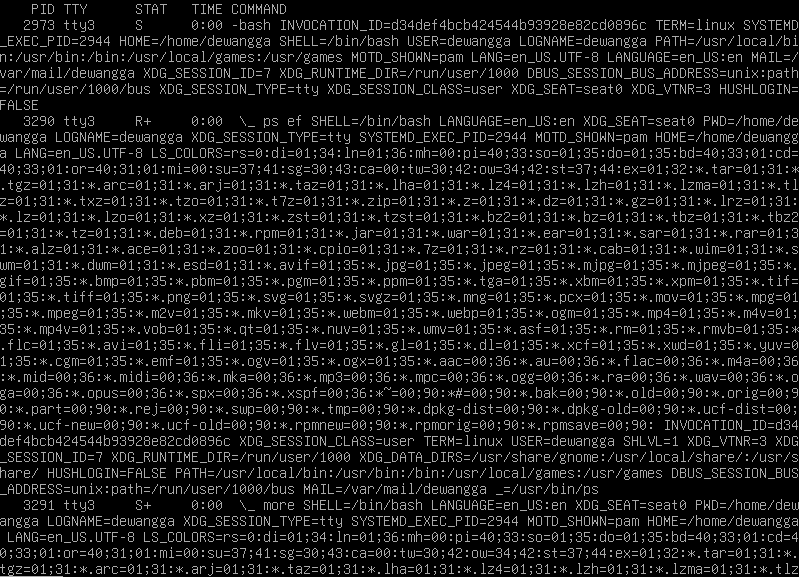 PID TTY      STAT   TIME COMMAND
   2973 tty3     S      0:00 -bash INVOCATION_ID=d34def4bcb424544b93928e82cd0896c TERM=linux SYSTEMD
_EXEC_PID=2944 HOME=/home/dewangga SHELL=/bin/bash USER=dewangga LOGNAME=dewangga PATH=/usr/local/bi
n:/usr/bin:/bin:/usr/local/games:/usr/games MOTD_SHOWN=pam LANG=en_US.UTF-8 LANGUAGE=en_US:en MAIL=/
var/mail/dewangga XDG_SESSION_ID=7 XDG_RUNTIME_DIR=/run/user/1000 DBUS_SESSION_BUS_ADDRESS=unix:path
=/run/user/1000/bus XDG_SESSION_TYPE=tty XDG_SESSION_CLASS=user XDG_SEAT=seat0 XDG_VTNR=3 HUSHLOGIN=
FALSE
   3290 tty3     R+     0:00  \_ ps ef SHELL=/bin/bash LANGUAGE=en_US:en XDG_SEAT=seat0 PWD=/home/de
wangga LOGNAME=dewangga XDG_SESSION_TYPE=tty SYSTEMD_EXEC_PID=2944 MOTD_SHOWN=pam HOME=/home/dewangg
a LANG=en_US.UTF-8 LS_COLORS=rs=0:di=01;34:ln=01;36:mh=00:pi=40;33:so=01;35:do=01;35:bd=40;33;01:cd=
40;33;01:or=40;31;01:mi=00:su=37;41:sg=30;43:ca=00:tw=30;42:ow=34;42:st=37;44:ex=01;32:*.tar=01;31:*
.tgz=01;31:*.arc=01;31:*.arj=01;31:*.taz=01;31:*.lha=01;31:*.lz4=01;31:*.lzh=01;31:*.lzma=01;31:*.tl
z=01;31:*.txz=01;31:*.tzo=01;31:*.t7z=01;31:*.zip=01;31:*.z=01;31:*.dz=01;31:*.gz=01;31:*.lrz=01;31:
*.lz=01;31:*.lzo=01;31:*.xz=01;31:*.zst=01;31:*.tzst=01;31:*.bz2=01;31:*.bz=01;31:*.tbz=01;31:*.tbz2
=01;31:*.tz=01;31:*.deb=01;31:*.rpm=01;31:*.jar=01;31:*.war=01;31:*.ear=01;31:*.sar=01;31:*.rar=01;3
1:*.alz=01;31:*.ace=01;31:*.zoo=01;31:*.cpio=01;31:*.7z=01;31:*.rz=01;31:*.cab=01;31:*.wim=01;31:*.s
wm=01;31:*.dwm=01;31:*.esd=01;31:*.avif=01;35:*.jpg=01;35:*.jpeg=01;35:*.mjpg=01;35:*.mjpeg=01;35:*.
gif=01;35:*.bmp=01;35:*.pbm=01;35:*.pgm=01;35:*.ppm=01;35:*.tga=01;35:*.xbm=01;35:*.xpm=01;35:*.tif=
01;35:*.tiff=01;35:*.png=01;35:*.svg=01;35:*.svgz=01;35:*.mng=01;35:*.pcx=01;35:*.mov=01;35:*.mpg=01
;35:*.mpeg=01;35:*.m2v=01;35:*.mkv=01;35:*.webm=01;35:*.webp=01;35:*.ogm=01;35:*.mp4=01;35:*.m4v=01;
35:*.mp4v=01;35:*.vob=01;35:*.qt=01;35:*.nuv=01;35:*.wmv=01;35:*.asf=01;35:*.rm=01;35:*.rmvb=01;35:*
.flc=01;35:*.avi=01;35:*.fli=01;35:*.flv=01;35:*.gl=01;35:*.dl=01;35:*.xcf=01;35:*.xwd=01;35:*.yuv=0
1;35:*.cgm=01;35:*.emf=01;35:*.ogv=01;35:*.ogx=01;35:*.aac=00;36:*.au=00;36:*.flac=00;36:*.m4a=00;36
:*.mid=00;36:*.midi=00;36:*.mka=00;36:*.mp3=00;36:*.mpc=00;36:*.ogg=00;36:*.ra=00;36:*.wav=00;36:*.o
ga=00;36:*.opus=00;36:*.spx=00;36:*.xspf=00;36:*~=00;90:*#=00;90:*.bak=00;90:*.old=00;90:*.orig=00;9
0:*.part=00;90:*.rej=00;90:*.swp=00;90:*.tmp=00;90:*.dpkg-dist=00;90:*.dpkg-old=00;90:*.ucf-dist=00;
90:*.ucf-new=00;90:*.ucf-old=00;90:*.rpmnew=00;90:*.rpmorig=00;90:*.rpmsave=00;90: INVOCATION_ID=d34
def4bcb424544b93928e82cd0896c XDG_SESSION_CLASS=user TERM=linux USER=dewangga SHLVL=1 XDG_VTNR=3 XDG
_SESSION_ID=7 XDG_RUNTIME_DIR=/run/user/1000 XDG_DATA_DIRS=/usr/share/gnome:/usr/local/share/:/usr/s
hare/ HUSHLOGIN=FALSE PATH=/usr/local/bin:/usr/bin:/bin:/usr/local/games:/usr/games DBUS_SESSION_BUS
_ADDRESS=unix:path=/run/user/1000/bus MAIL=/var/mail/dewangga _=/usr/bin/ps
   3291 tty3     S+     0:00  \_ more SHELL=/bin/bash LANGUAGE=en_US:en XDG_SEAT=seat0 PWD=/home/dew
angga LOGNAME=dewangga XDG_SESSION_TYPE=tty SYSTEMD_EXEC_PID=2944 MOTD_SHOWN=pam HOME=/home/dewangga
 LANG=en_US.UTF-8 LS_COLORS=rs=0:di=01;34:ln=01;36:mh=00:pi=40;33:so=01;35:do=01;35:bd=40;33;01:cd=4
0;33;01:or=40;31;01:mi=00:su=37;41:sg=30;43:ca=00:tw=30;42:ow=34;42:st=37;44:ex=01;32:*.tar=01;31:*.
tgz=01;31:*.arc=01;31:*.arj=01;31:*.taz=01;31:*.lha=01;31:*.lz4=01;31:*.lzh=01;31:*.lzma=01;31:*.tlz